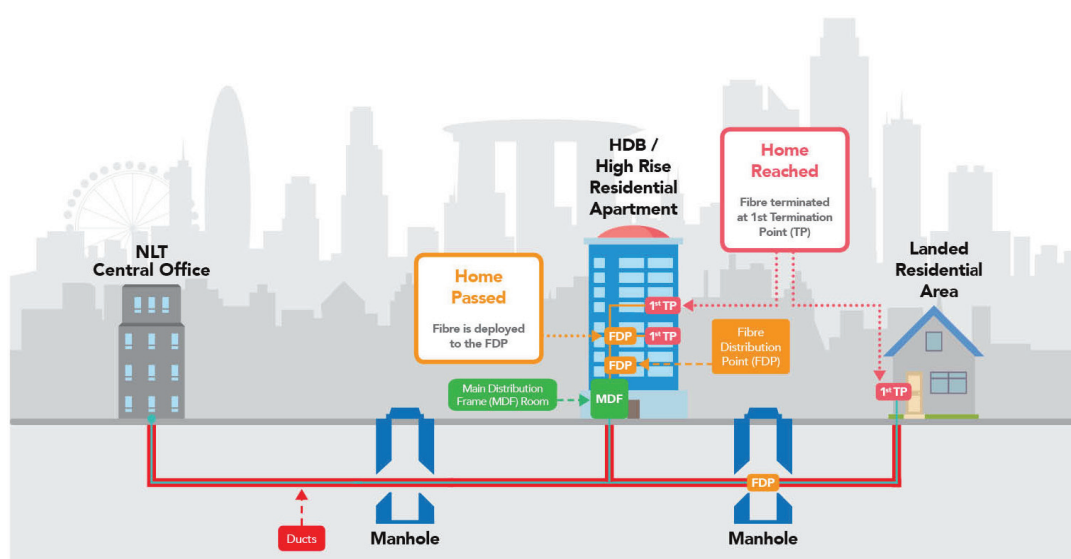 NLT
Central Office
Home
Passed
Fibre is deployed
to the FDP
HDB /
High Rise
Residential
Apartment
Home
Reached
Fibre terminated
at 1st Termination
Point (TP)
Landed
Residential
Area
1st TP
FDP
1st TP
FDP
Fibre
Distribution
Point (FDP)
Main Distribution
Frame (MDF) Room
MDF
1st TP
FDP
Ducts
Manhole
Manhole